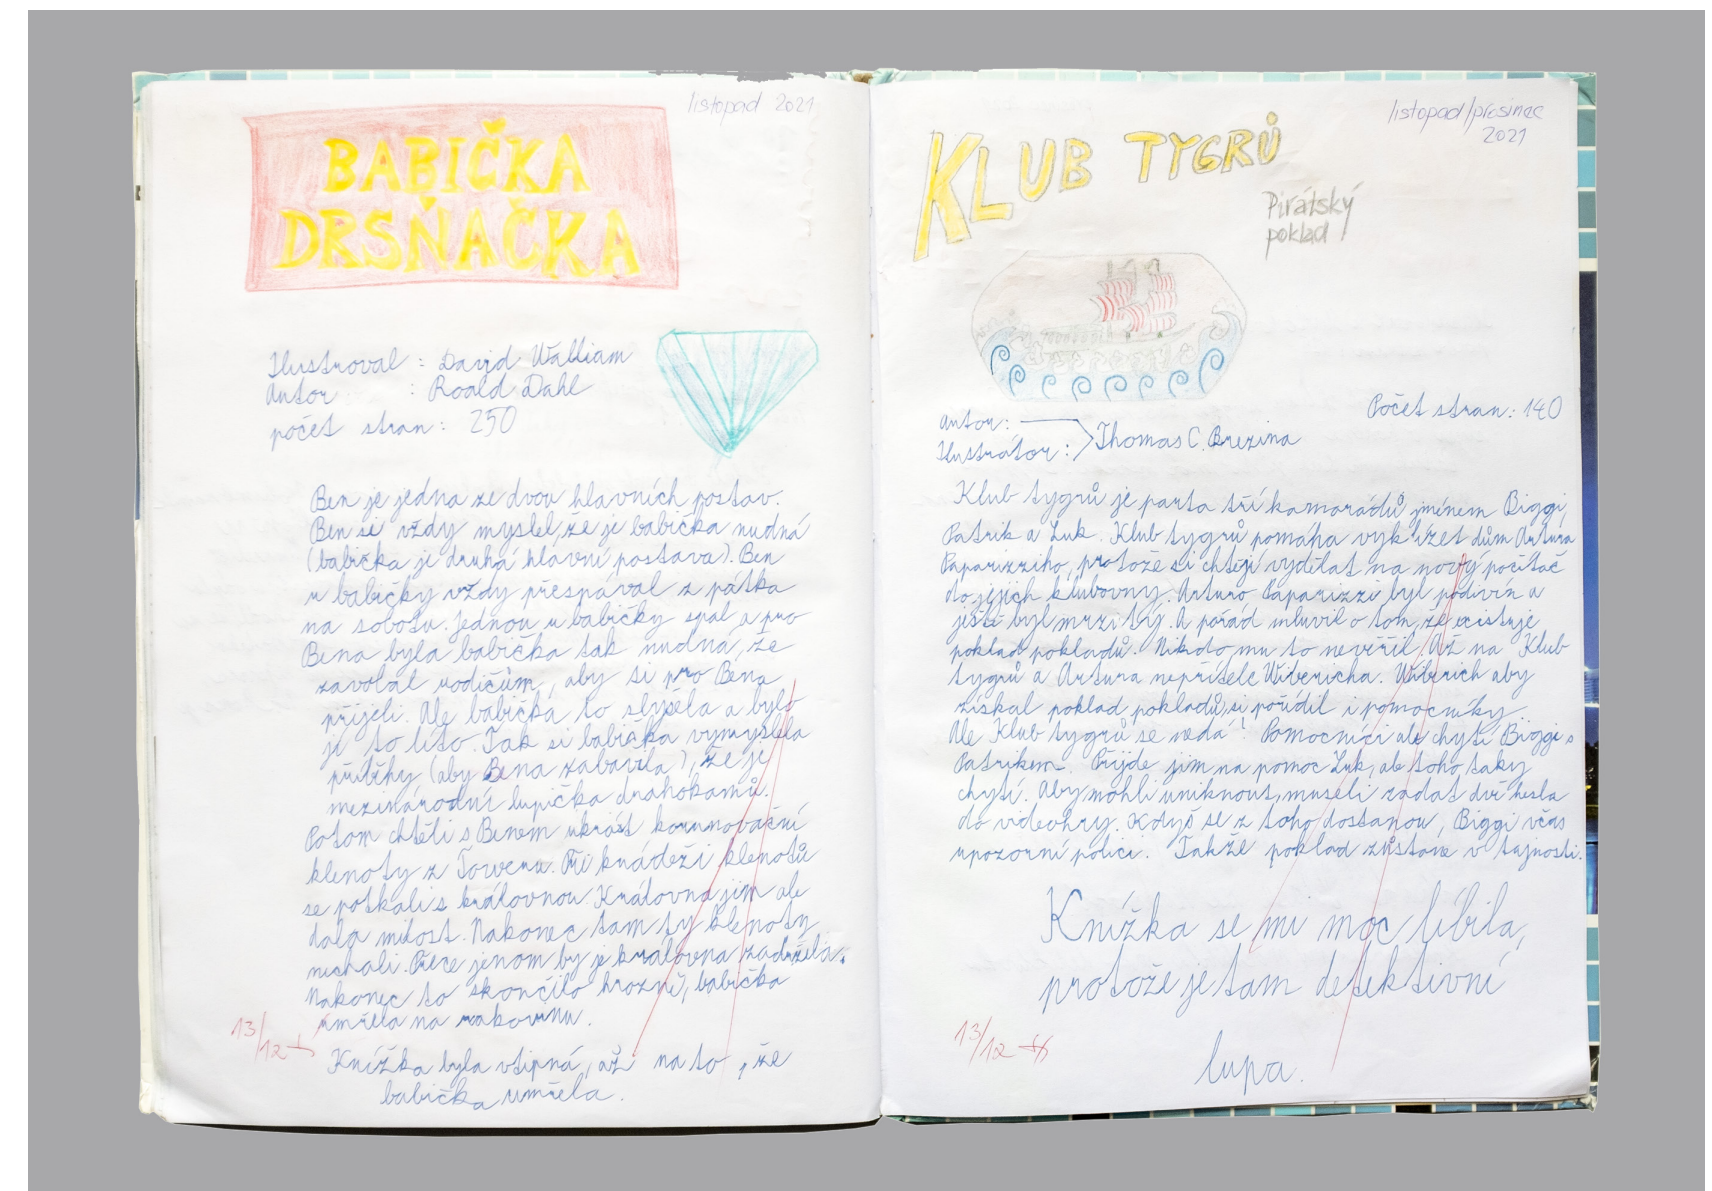 listopad 2021
BABIČKA
DRSŇAČKA
Ilustroval : David Walliam
Autor : Roald Dahl
počet stran : 250
Ben je jedna ze dvou hlavních postav.
Ben si vždy myslel, ze je babička nudná
(babička je druhá hlavní postava). Ben
u babičky vždy přespával z pátka
na sobotu. Jednou u babičky spal a pro
Bena byla babička tak nudná, že
zavolal rodičům, aby si pro Bena
přijeli. Ale babička to slyšela a bylo
jí to líto. Tak si babička vymyslela
příběhy (aby Bena zabavila), že je
mezinárodní lupička drahokamů.
Potom chtěli s Benem ukrást korunovační
klenoty z Toweru. Při krádeži klenotů
se potkali s královnou. Královna jim ale
dala milost. Nakonec tam ty klenoty
nechali. Přece jenom by je královna zadržela.
Nakonec to skončilo hrozně, babička
umřela na rakovinu.
13/12
Knížka byla vtipná, až na to, že
babička umřela.
listopad/prosinec
2021
KLUB TYGRŮ
Pirátský
poklad
Počet stran: 140
Autor:
Ilustrátor: Thomas C. Brezina
Klub tygrů je parta tří kamarádů jménem Biggi,
Patrik a Luk. Klub tygrů pomáha vyklízet dům Artura
Paparizziho, protože si chtějí vydělat na nový počítač
do jejich klubovny. Arturo Paparizzi byl podivín a
ještě byl mrzitý. A pořád mluvil o tom, ze existuje
poklad pokladů. Nikdo mu to nevěřil. Až na Klub
tygrů a Artura nepřítele Wibericha. Wiberich aby
získal poklad pokladů, si pořídil i pomocníky.
Ale Klub tygrů se nedá! Pomocníci ale chytí Biggi s
Patrikem. Přijde jim na pomoc Luk, ale toho taky
chytí. Aby mohli uniknout, museli zadat dvě hesla
do videohry. Když se z toho dostanou, Biggi včas
upozorní polici. Takže poklad zůstane v tajnosti.
Knížka se mi moc líbila,
protože je tam detektivní
lupa.
13/12